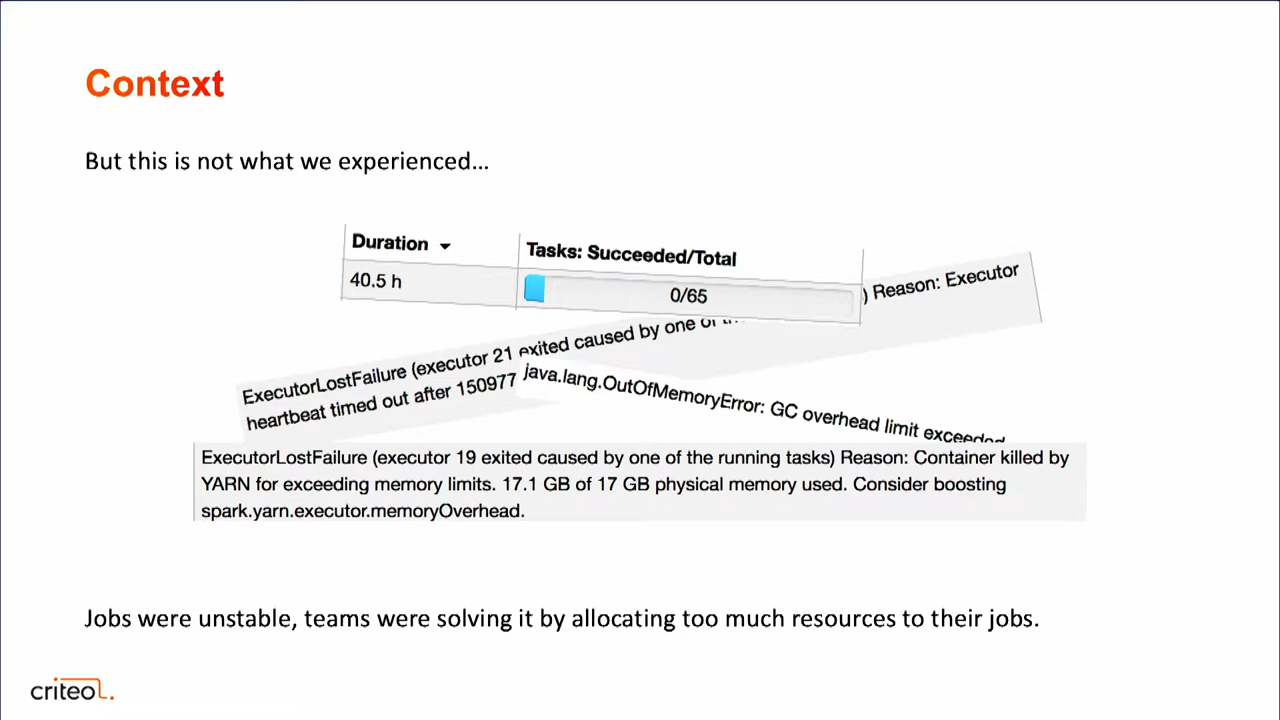 Context
But this is not what we experienced...
Duration
Tasks: Succeeded/Total
40.5 h
0/65
ExecutorLostFailure (executor 21 exited caused by one of ) Reason: Executor
heartbeat timed out after 150977
java.lang.OutOfMemoryError: GC overhead limit exceeded
ExecutorLostFailure (executor 19 exited caused by one of the running tasks) Reason: Container killed by
YARN for exceeding memory limits. 17.1 GB of 17 GB physical memory used. Consider boosting
spark.yarn.executor.memoryOverhead.
Jobs were unstable, teams were solving it by allocating too much resources to their jobs.
criteo